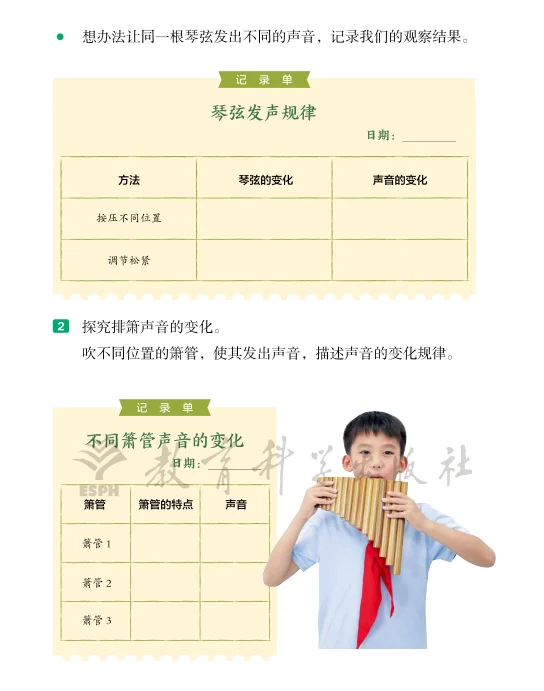 想办法让同一根琴弦发出不同的声音，记录我们的观察结果。
记 录 单
琴弦发声规律
日期：
方法 琴弦的变化 声音的变化
按压不同位置
调节松紧
2 探究排箫声音的变化。
吹不同位置的箫管，使其发出声音，描述声音的变化规律。
记 录 单
不同箫管声音的变化
日期：
教育科学出版社
ESPH
箫管 箫管的特点 声音
箫管 1
箫管 2
箫管 3